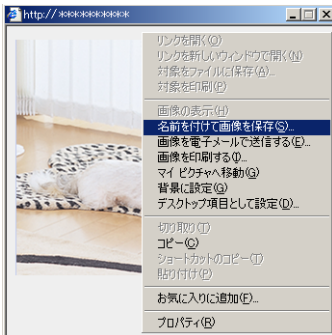 http://***********
リンクを開く(O)
リンクを新しいウィンドウで開く(N)
対象をファイルに保存(A)...
対象を印刷(P)
画像の表示(H)
名前を付けて画像を保存(S)...
画像を電子メールで送信する(E)...
画像を印刷する(I)...
マイ ピクチャへ移動(G)
背景に設定(G)
デスクトップ項目として設定(D)...
切り取り(T)
コピー(C)
ショートカットのコピー(T)
貼り付け(P)
お気に入りに追加(F)...
プロパティ(R)